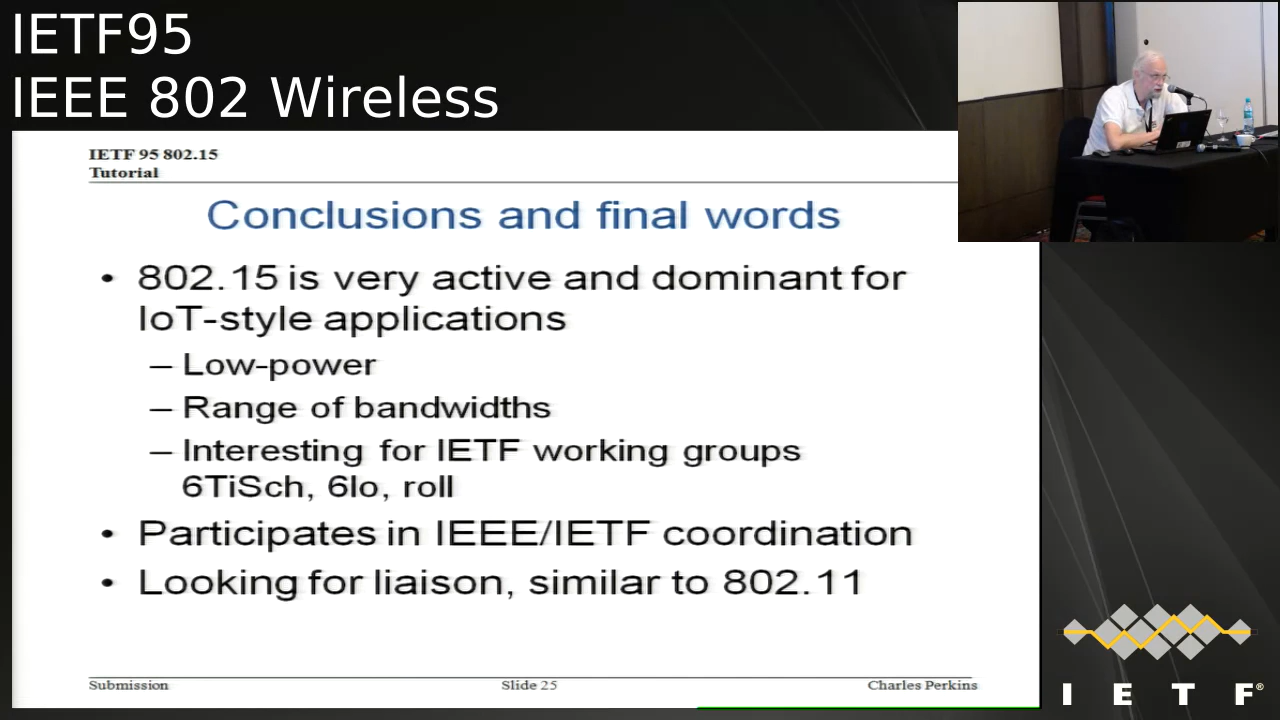 IETF95
IEEE 802 Wireless
IETF 95 802.15
Tutorial
Conclusions and final words
• 802.15 is very active and dominant for
IoT-style applications
– Low-power
– Range of bandwidths
– Interesting for IETF working groups
6TiSch, 6lo, roll
• Participates in IEEE/IETF coordination
• Looking for liaison, similar to 802.11
Submission
Slide 25
Charles Perkins
I E T F®